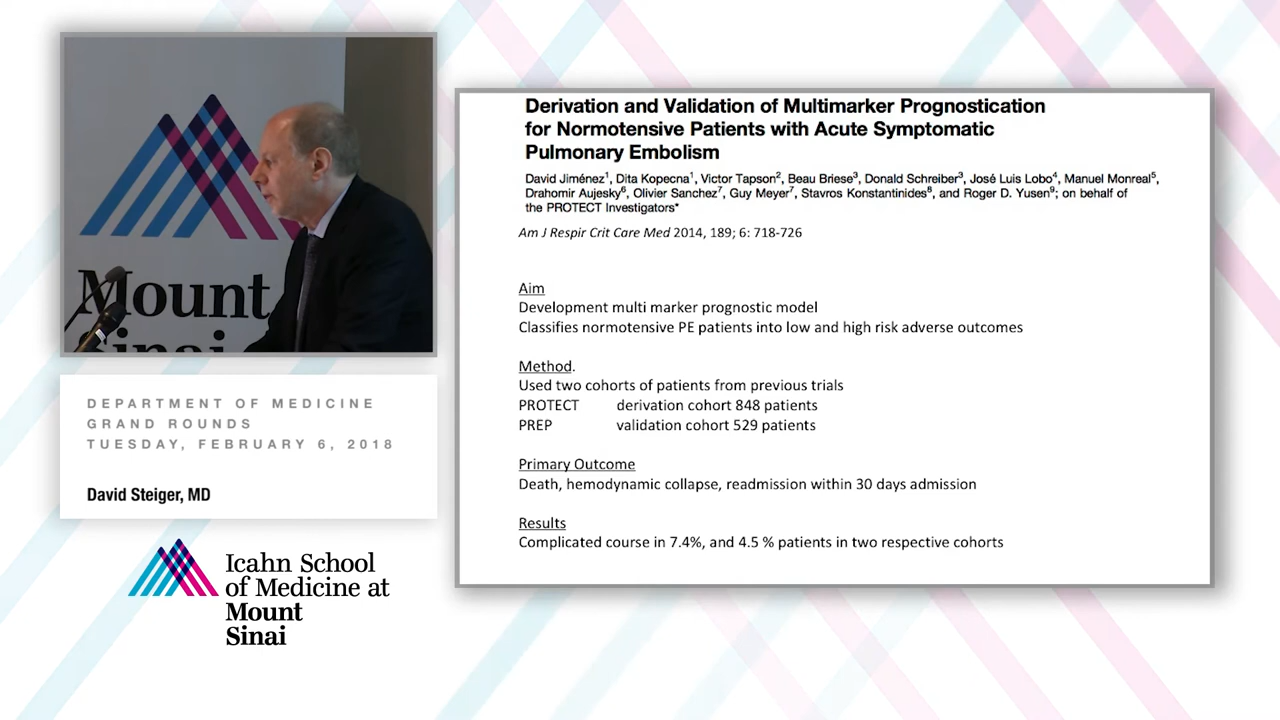 Mount
Sinai
DEPARTMENT OF MEDICINE
GRAND ROUNDS
TUESDAY, FEBRUARY 6, 2018
David Steiger, MD
Icahn School
of Medicine at
Mount
Sinai
Derivation and Validation of Multimarker Prognostication
for Normotensive Patients with Acute Symptomatic
Pulmonary Embolism
David Jiménez¹, Dita Kopecna¹, Victor Tapson², Beau Briese³, Donald Schreiber³, José Luis Lobo⁴, Manuel Monreal⁵,
Drahomir Aujesky⁶, Olivier Sanchez⁷, Guy Meyer⁷, Stavros Konstantinides⁸, and Roger D. Yusen⁹; on behalf of
the PROTECT Investigators*
Am J Respir Crit Care Med 2014, 189; 6: 718-726
Aim
Development multi marker prognostic model
Classifies normotensive PE patients into low and high risk adverse outcomes
Method.
Used two cohorts of patients from previous trials
PROTECT derivation cohort 848 patients
PREP validation cohort 529 patients
Primary Outcome
Death, hemodynamic collapse, readmission within 30 days admission
Results
Complicated course in 7.4%, and 4.5 % patients in two respective cohorts